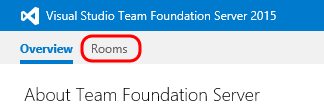 Visual Studio Team Foundation Server 2015
Overview Rooms
About Team Foundation Server